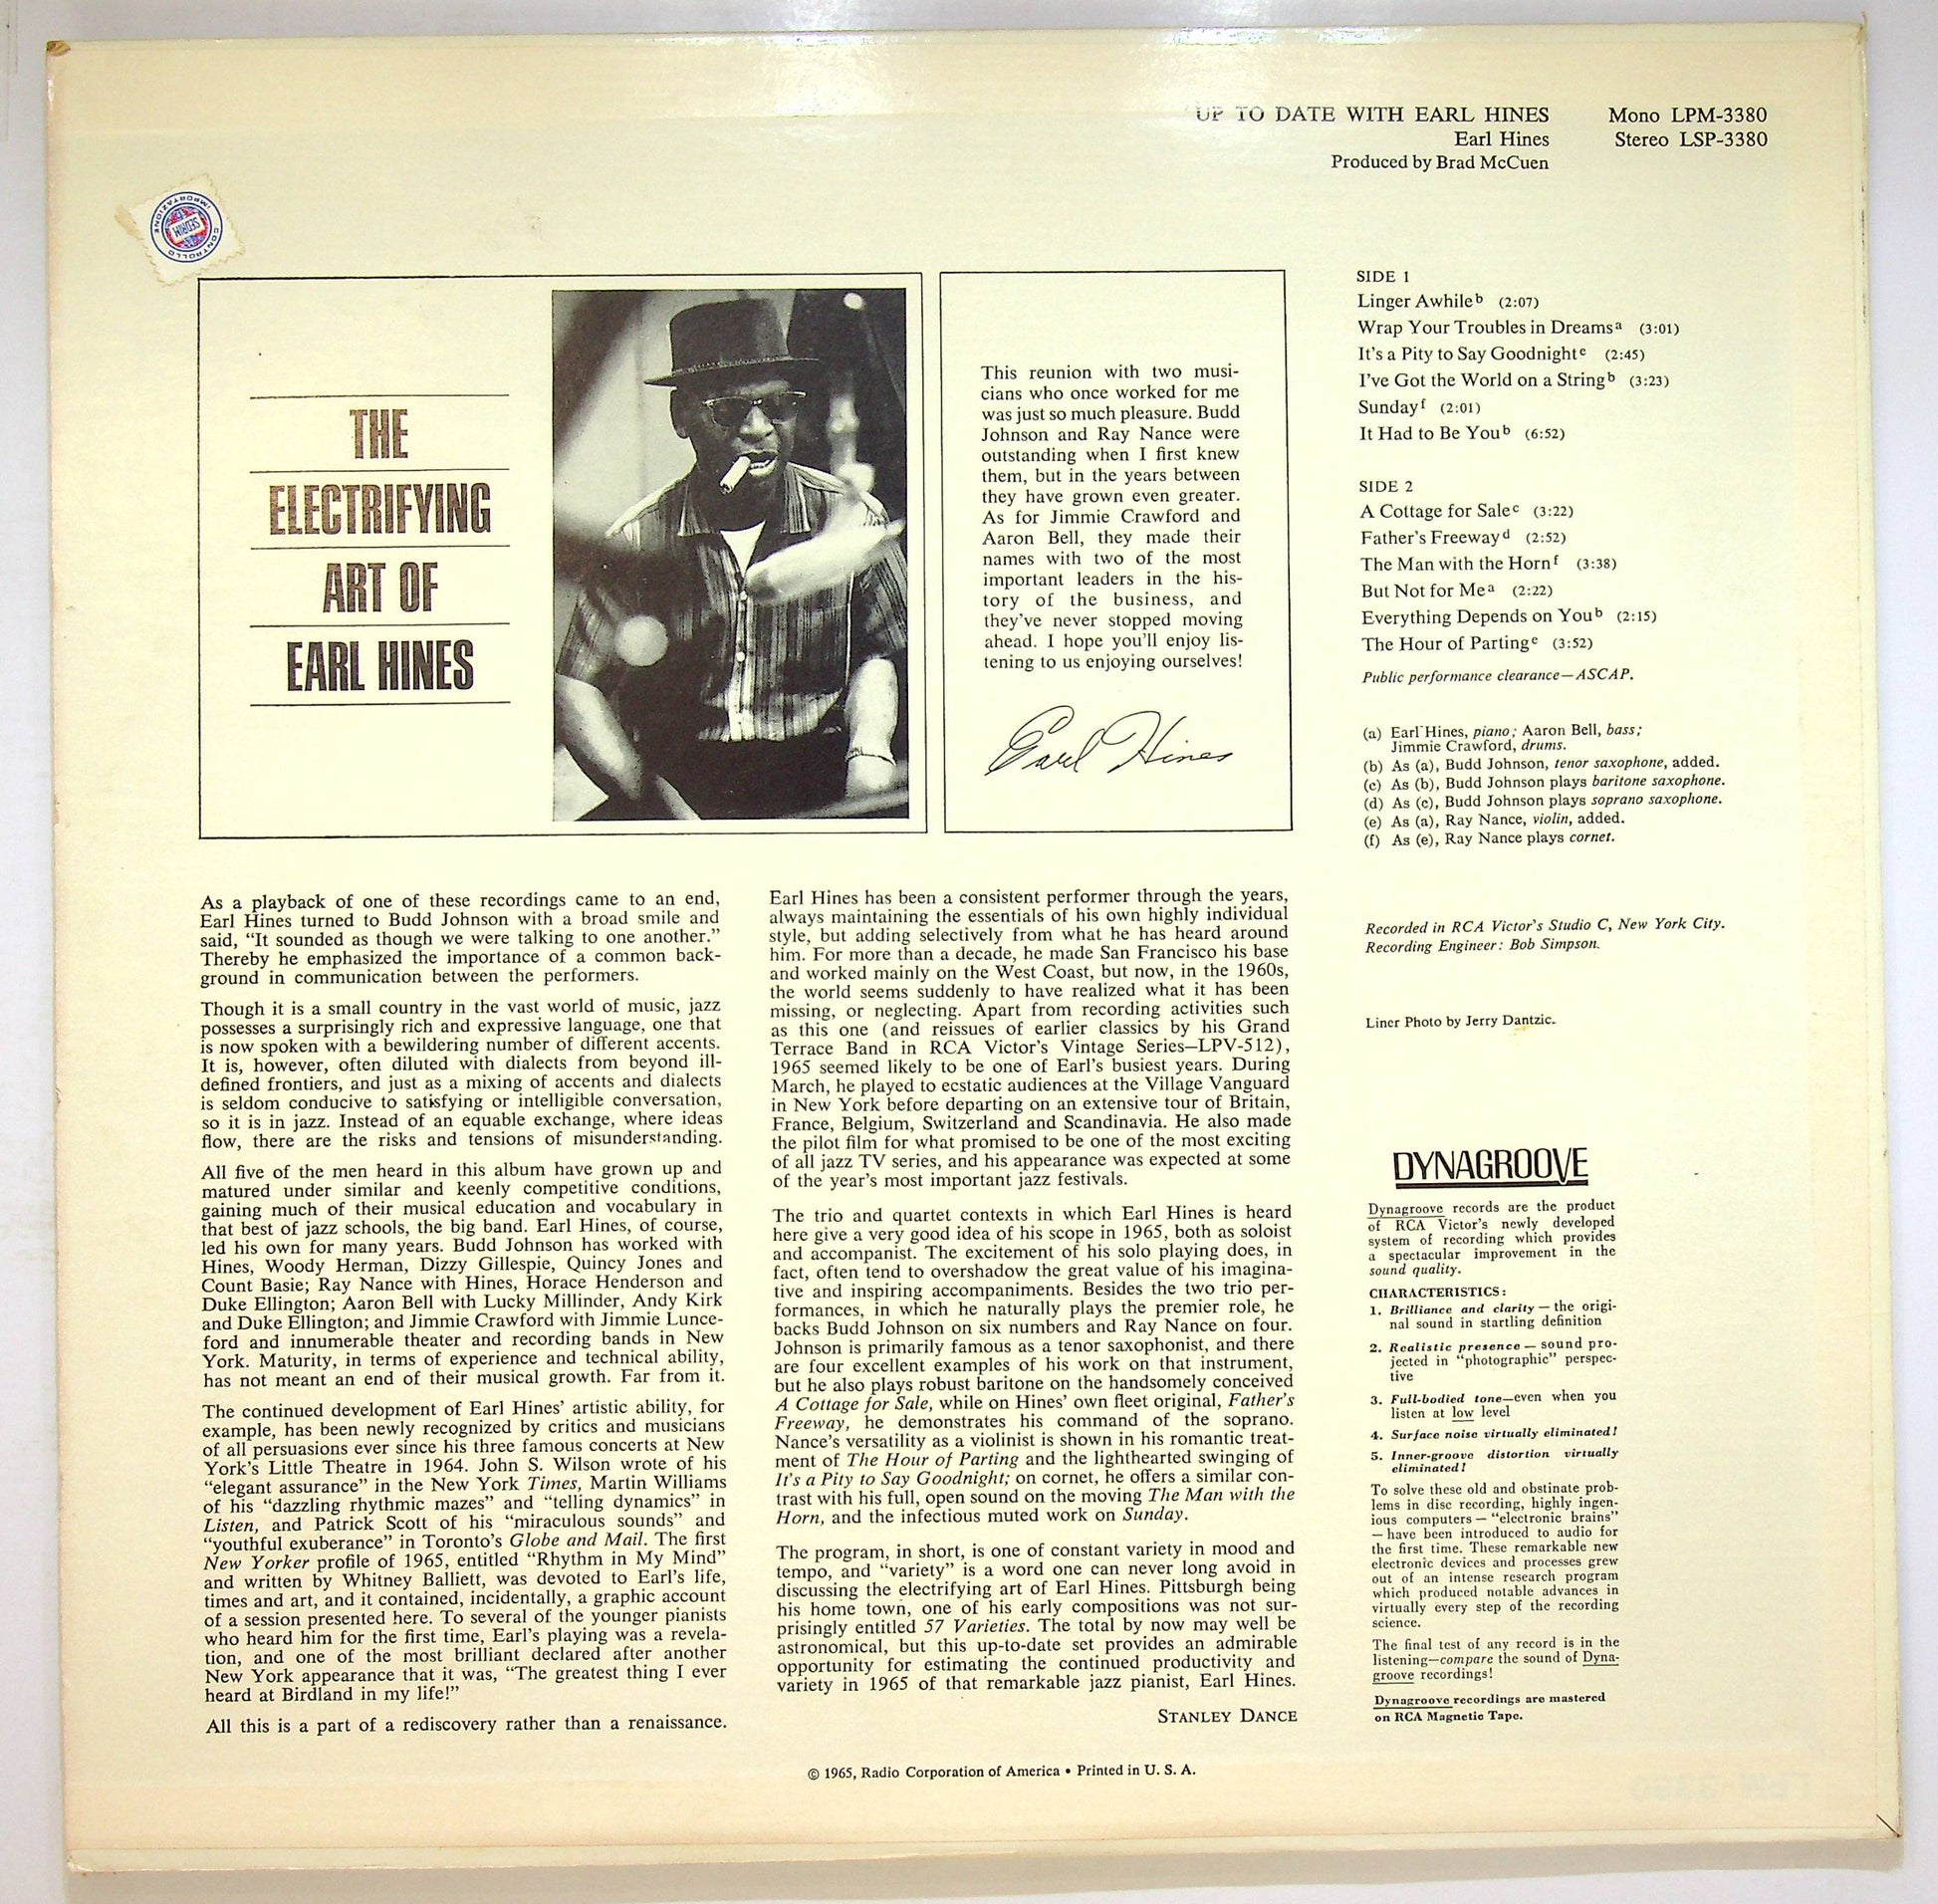 UP TO DATE WITH EARL HINES
Earl Hines
Produced by Brad McCuen
Mono LPM-3380
Stereo LSP-3380
CONTROLLO
IMPORTAZIONE
SEDRIM
THE
ELECTRIFYING
ART OF
EARL HINES
This reunion with two musi-
cians who once worked for me
was just so much pleasure. Budd
Johnson and Ray Nance were
outstanding when I first knew
them, but in the years between
they have grown even greater.
As for Jimmie Crawford and
Aaron Bell, they made their
names with two of the most
important leaders in the his-
tory of the business, and
they've never stopped moving
ahead. I hope you'll enjoy lis-
tening to us enjoying ourselves!
Earl Hines
SIDE 1
Linger Awhile b (2:07)
Wrap Your Troubles in Dreams a (3:01)
It's a Pity to Say Goodnight e (2:45)
I've Got the World on a String b (3:23)
Sunday f (2:01)
It Had to Be You b (6:52)
SIDE 2
A Cottage for Sale c (3:22)
Father's Freeway d (2:52)
The Man with the Horn f (3:38)
But Not for Me a (2:22)
Everything Depends on You b (2:15)
The Hour of Parting e (3:52)
Public performance clearance—ASCAP.
(a) Earl Hines, piano; Aaron Bell, bass;
Jimmie Crawford, drums.
(b) As (a), Budd Johnson, tenor saxophone, added.
(c) As (b), Budd Johnson plays baritone saxophone.
(d) As (c), Budd Johnson plays soprano saxophone.
(e) As (a), Ray Nance, violin, added.
(f) As (e), Ray Nance plays cornet.
Recorded in RCA Victor's Studio C, New York City.
Recording Engineer: Bob Simpson.
Liner Photo by Jerry Dantzic.
As a playback of one of these recordings came to an end,
Earl Hines turned to Budd Johnson with a broad smile and
said, “It sounded as though we were talking to one another.”
Thereby he emphasized the importance of a common back-
ground in communication between the performers.
Though it is a small country in the vast world of music, jazz
possesses a surprisingly rich and expressive language, one that
is now spoken with a bewildering number of different accents.
It is, however, often diluted with dialects from beyond ill-
defined frontiers, and just as a mixing of accents and dialects
is seldom conducive to satisfying or intelligible conversation,
so it is in jazz. Instead of an equable exchange, where ideas
flow, there are the risks and tensions of misunderstanding.
All five of the men heard in this album have grown up and
matured under similar and keenly competitive conditions,
gaining much of their musical education and vocabulary in
that best of jazz schools, the big band. Earl Hines, of course,
led his own for many years. Budd Johnson has worked with
Hines, Woody Herman, Dizzy Gillespie, Quincy Jones and
Count Basie; Ray Nance with Hines, Horace Henderson and
Duke Ellington; Aaron Bell with Lucky Millinder, Andy Kirk
and Duke Ellington; and Jimmie Crawford with Jimmie Lunce-
ford and innumerable theater and recording bands in New
York. Maturity, in terms of experience and technical ability,
has not meant an end of their musical growth. Far from it.
The continued development of Earl Hines' artistic ability, for
example, has been newly recognized by critics and musicians
of all persuasions ever since his three famous concerts at New
York's Little Theatre in 1964. John S. Wilson wrote of his
“elegant assurance” in the New York Times, Martin Williams
of his “dazzling rhythmic mazes” and “telling dynamics” in
Listen, and Patrick Scott of his “miraculous sounds” and
“youthful exuberance” in Toronto's Globe and Mail. The first
New Yorker profile of 1965, entitled “Rhythm in My Mind”
and written by Whitney Balliett, was devoted to Earl's life,
times and art, and it contained, incidentally, a graphic account
of a session presented here. To several of the younger pianists
who heard him for the first time, Earl's playing was a revela-
tion, and one of the most brilliant declared after another
New York appearance that it was, “The greatest thing I ever
heard at Birdland in my life!”
All this is a part of a rediscovery rather than a renaissance.
Earl Hines has been a consistent performer through the years,
always maintaining the essentials of his own highly individual
style, but adding selectively from what he has heard around
him. For more than a decade, he made San Francisco his base
and worked mainly on the West Coast, but now, in the 1960s,
the world seems suddenly to have realized what it has been
missing, or neglecting. Apart from recording activities such
as this one (and reissues of earlier classics by his Grand
Terrace Band in RCA Victor's Vintage Series—LPV-512),
1965 seemed likely to be one of Earl's busiest years. During
March, he played to ecstatic audiences at the Village Vanguard
in New York before departing on an extensive tour of Britain,
France, Belgium, Switzerland and Scandinavia. He also made
the pilot film for what promised to be one of the most exciting
of all jazz TV series, and his appearance was expected at some
of the year's most important jazz festivals.
The trio and quartet contexts in which Earl Hines is heard
here give a very good idea of his scope in 1965, both as soloist
and accompanist. The excitement of his solo playing does, in
fact, often tend to overshadow the great value of his imagina-
tive and inspiring accompaniments. Besides the two trio per-
formances, in which he naturally plays the premier role, he
backs Budd Johnson on six numbers and Ray Nance on four.
Johnson is primarily famous as a tenor saxophonist, and there
are four excellent examples of his work on that instrument,
but he also plays robust baritone on the handsomely conceived
A Cottage for Sale, while on Hines' own fleet original, Father's
Freeway, he demonstrates his command of the soprano.
Nance's versatility as a violinist is shown in his romantic treat-
ment of The Hour of Parting and the lighthearted swinging of
It's a Pity to Say Goodnight; on cornet, he offers a similar con-
trast with his full, open sound on the moving The Man with the
Horn, and the infectious muted work on Sunday.
The program, in short, is one of constant variety in mood and
tempo, and “variety” is a word one can never long avoid in
discussing the electrifying art of Earl Hines. Pittsburgh being
his home town, one of his early compositions was not sur-
prisingly entitled 57 Varieties. The total by now may well be
astronomical, but this up-to-date set provides an admirable
opportunity for estimating the continued productivity and
variety in 1965 of that remarkable jazz pianist, Earl Hines.
STANLEY DANCE
DYNAGROOVE
Dynagroove records are the product
of RCA Victor's newly developed
system of recording which provides
a spectacular improvement in the
sound quality.
CHARACTERISTICS:
1. Brilliance and clarity — the origi-
nal sound in startling definition
2. Realistic presence — sound pro-
jected in “photographic” perspec-
tive
3. Full-bodied tone—even when you
listen at low level
4. Surface noise virtually eliminated!
5. Inner-groove distortion virtually
eliminated!
To solve these old and obstinate prob-
lems in disc recording, highly ingen-
ious computers — “electronic brains”
— have been introduced to audio for
the first time. These remarkable new
electronic devices and processes grew
out of an intense research program
which produced notable advances in
virtually every step of the recording
science.
The final test of any record is in the
listening—compare the sound of Dyna-
groove recordings!
Dynagroove recordings are mastered
on RCA Magnetic Tape.
© 1965, Radio Corporation of America • Printed in U. S. A.